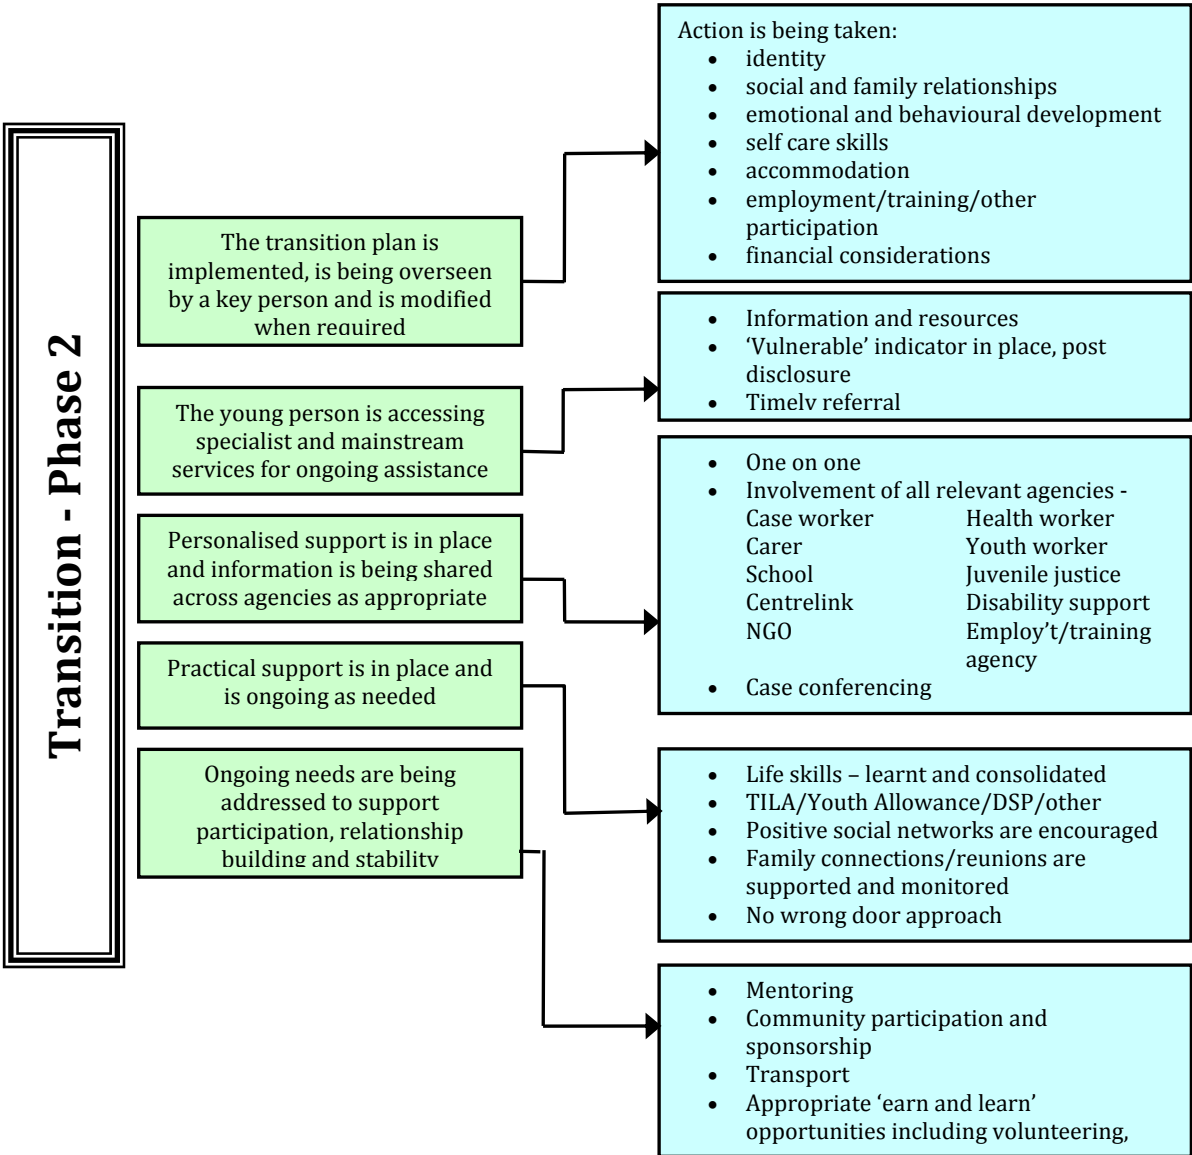 Transition - Phase 2
The transition plan is
implemented, is being overseen
by a key person and is modified
when required
Action is being taken:
• identity
• social and family relationships
• emotional and behavioural development
• self care skills
• accommodation
• employment/training/other
participation
• financial considerations
The young person is accessing
specialist and mainstream
services for ongoing assistance
• Information and resources
• ‘Vulnerable’ indicator in place, post
disclosure
• Timely referral
Personalised support is in place
and information is being shared
across agencies as appropriate
• One on one
• Involvement of all relevant agencies -
Case worker Health worker
Carer Youth worker
School Juvenile justice
Centrelink Disability support
NGO Employ’t/training
agency
• Case conferencing
Practical support is in place and
is ongoing as needed
• Life skills – learnt and consolidated
• TILA/Youth Allowance/DSP/other
• Positive social networks are encouraged
• Family connections/reunions are
supported and monitored
• No wrong door approach
Ongoing needs are being
addressed to support
participation, relationship
building and stability
• Mentoring
• Community participation and
sponsorship
• Transport
• Appropriate ‘earn and learn’
opportunities including volunteering,